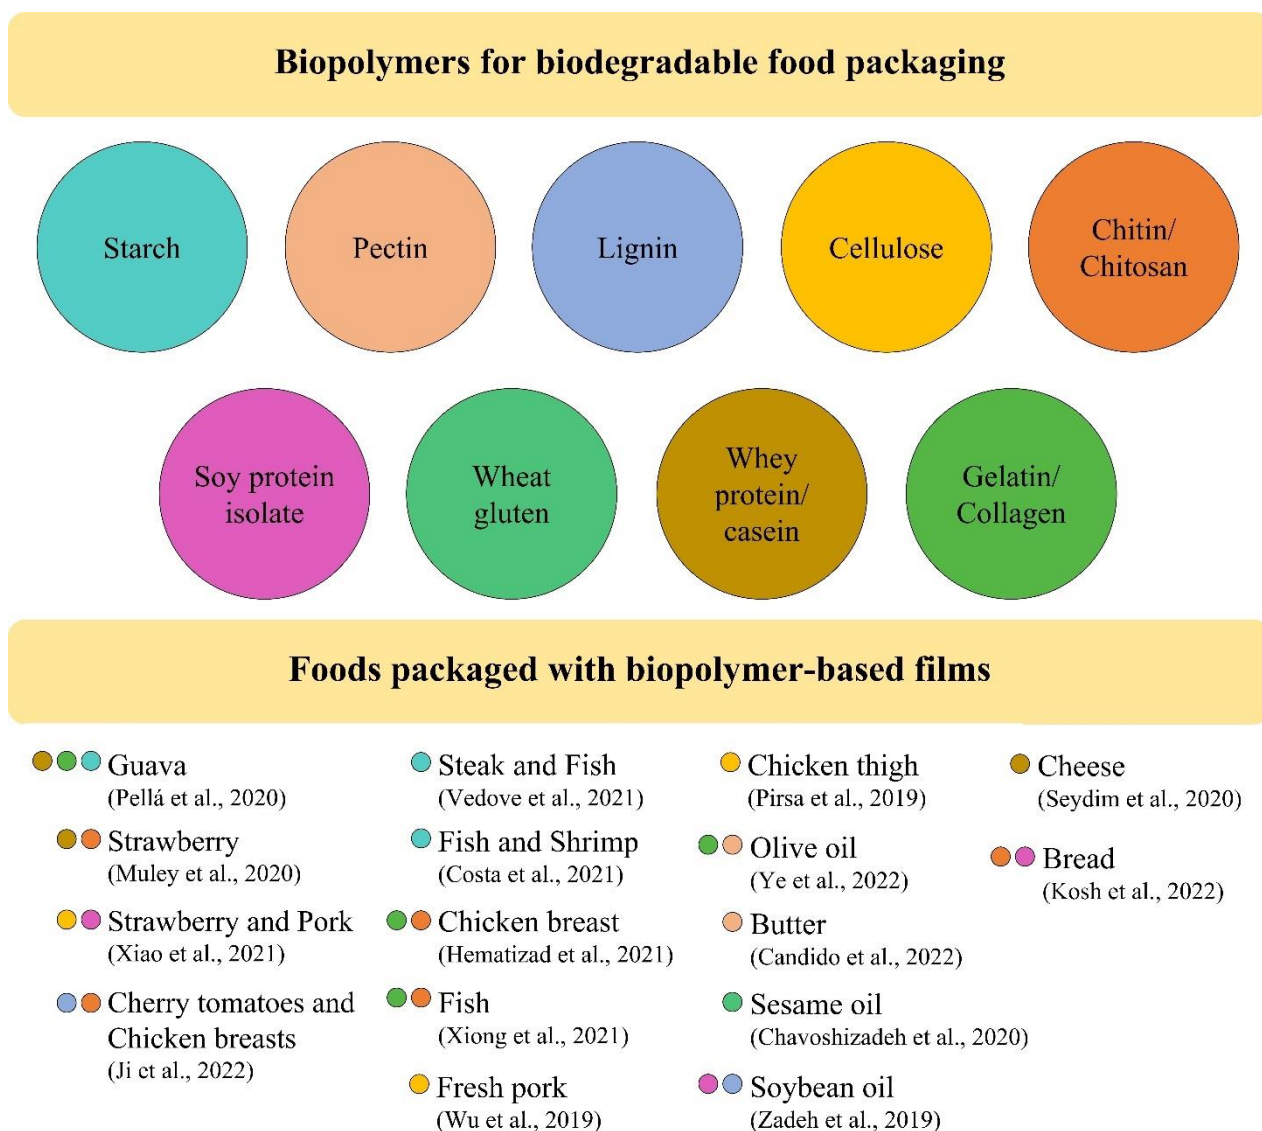 Biopolymers for biodegradable food packaging
Starch
Pectin
Lignin
Cellulose
Chitin/
Chitosan
Soy protein
isolate
Wheat
gluten
Whey
protein/
casein
Gelatin/
Collagen
Foods packaged with biopolymer-based films
Guava
(Pellá et al., 2020)
Strawberry
(Muley et al., 2020)
Strawberry and Pork
(Xiao et al., 2021)
Cherry tomatoes and
Chicken breasts
(Ji et al., 2022)
Steak and Fish
(Vedove et al., 2021)
Fish and Shrimp
(Costa et al., 2021)
Chicken breast
(Hematizad et al., 2021)
Fish
(Xiong et al., 2021)
Fresh pork
(Wu et al., 2019)
Chicken thigh
(Pirsa et al., 2019)
Olive oil
(Ye et al., 2022)
Butter
(Candido et al., 2022)
Sesame oil
(Chavoshizadeh et al., 2020)
Soybean oil
(Zadeh et al., 2019)
Cheese
(Seydim et al., 2020)
Bread
(Kosh et al., 2022)